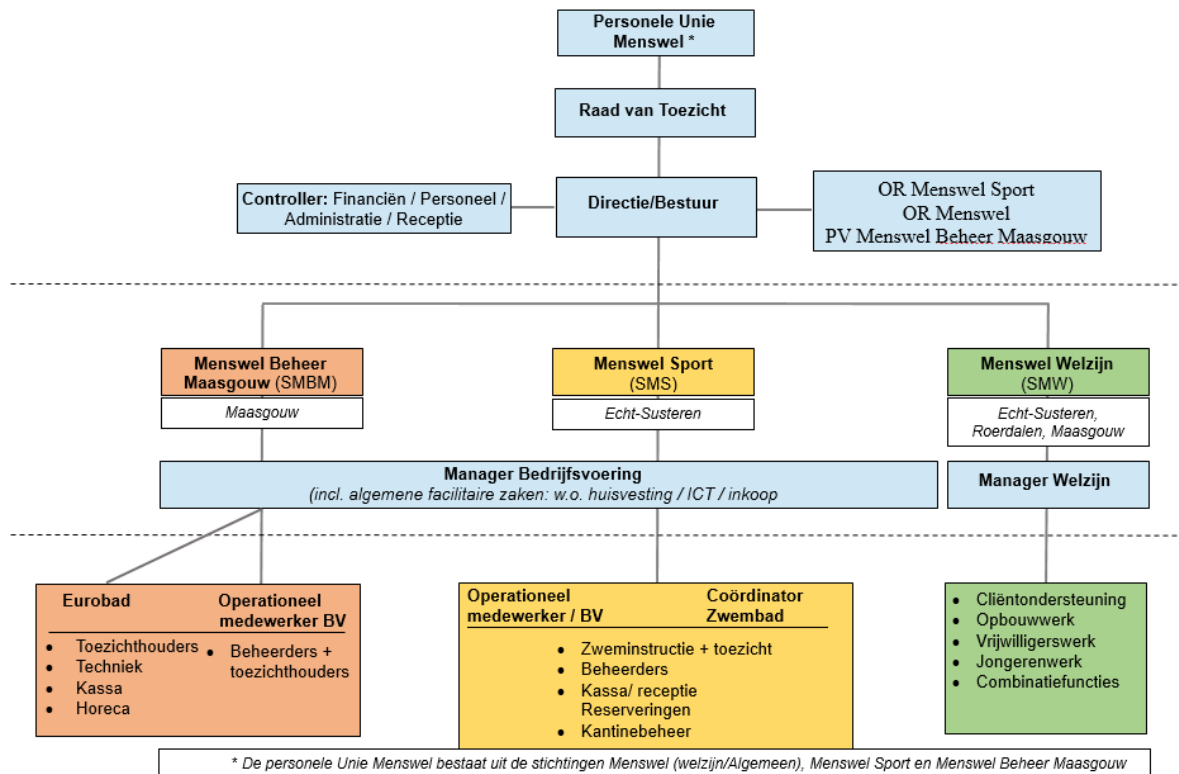 Personele Unie
Menswel *
Raad van Toezicht
Controller: Financiën / Personeel /
Administratie / Receptie
Directie/Bestuur
OR Menswel Sport
OR Menswel
PV Menswel Beheer Maasgouw
Menswel Beheer
Maasgouw (SMBM)
Maasgouw
Menswel Sport
(SMS)
Echt-Susteren
Menswel Welzijn
(SMW)
Echt-Susteren,
Roerdalen, Maasgouw
Manager Bedrijfsvoering
(incl. algemene facilitaire zaken: w.o. huisvesting / ICT / inkoop
Manager Welzijn
Eurobad
• Toezichthouders
• Techniek
• Kassa
• Horeca
Operationeel
medewerker BV
• Beheerders +
toezichthouders
Operationeel
medewerker / BV
Coördinator
Zwembad
• Zweminstructie + toezicht
• Beheerders
• Kassa/ receptie
Reserveringen
• Kantinebeheer
• Cliëntondersteuning
• Opbouwwerk
• Vrijwilligerswerk
• Jongerenwerk
• Combinatiefuncties
* De personele Unie Menswel bestaat uit de stichtingen Menswel (welzijn/Algemeen), Menswel Sport en Menswel Beheer Maasgouw